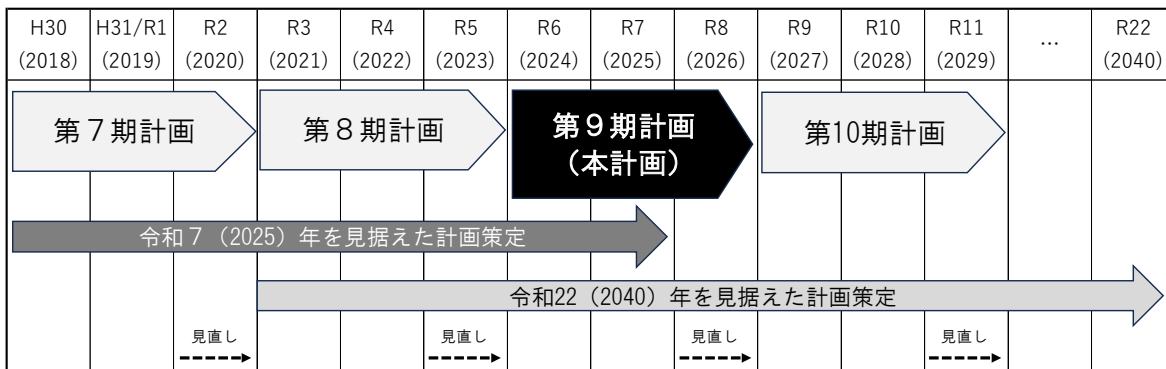 H30 H31/R1 R2 R3 R4 R5 R6 R7 R8 R9 R10 R11 … R22
(2018) (2019) (2020) (2021) (2022) (2023) (2024) (2025) (2026) (2027) (2028) (2029) (2040)
第７期計画 第８期計画 第９期計画 第10期計画
（本計画）
令和７（2025）年を見据えた計画策定
令和22（2040）年を見据えた計画策定
見直し 見直し 見直し 見直し